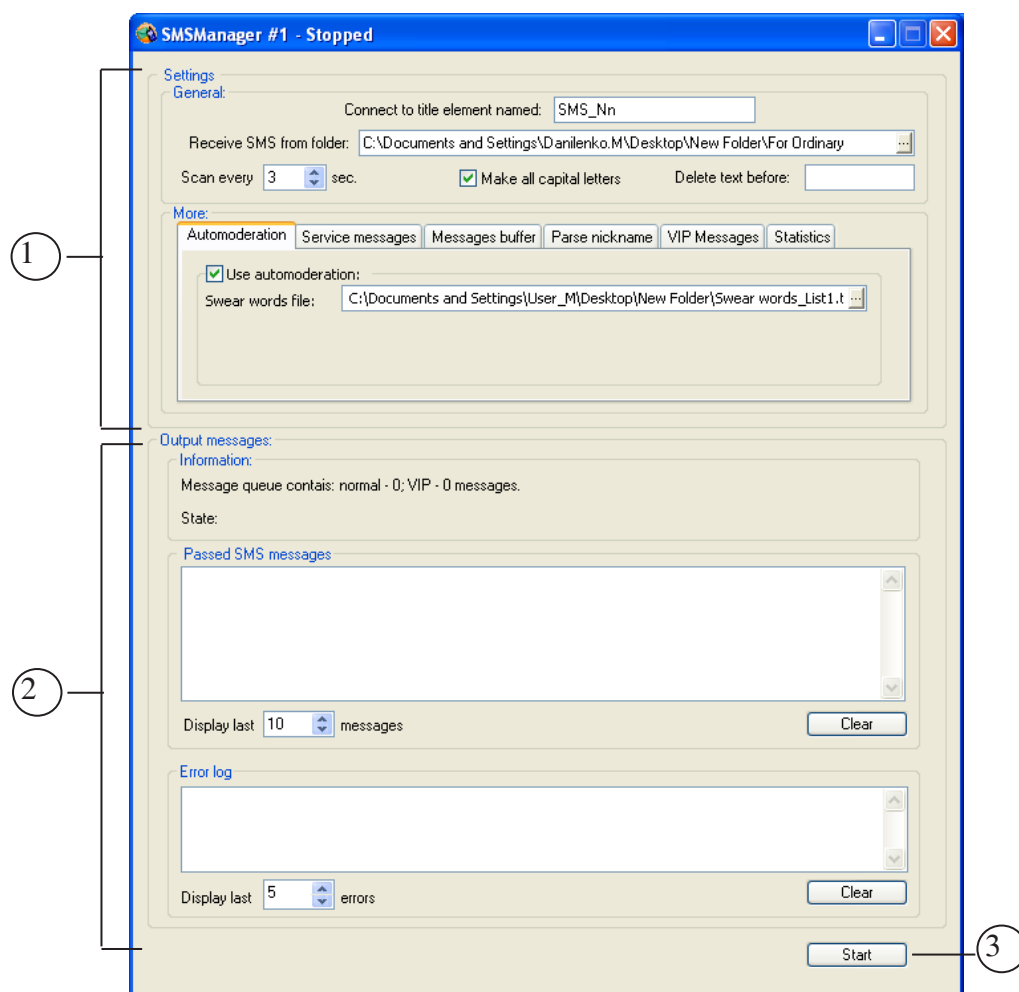 SMSManager #1 - Stopped
Settings
General:
Connect to title element named: SMS_Nn
Receive SMS from folder: C:\Documents and Settings\Danilenko.M\Desktop\New Folder\For Ordinary ...
Scan every 3 sec. Make all capital letters Delete text before:
More:
Automoderation Service messages Messages buffer Parse nickname VIP Messages Statistics
1
Use automoderation:
Swear words file: C:\Documents and Settings\User_M\Desktop\New Folder\Swear words_List1.t ...
Output messages:
Information:
Message queue contais: normal - 0; VIP - 0 messages.
State:
Passed SMS messages
2
Display last 10 messages Clear
Error log
Display last 5 errors Clear
Start 3